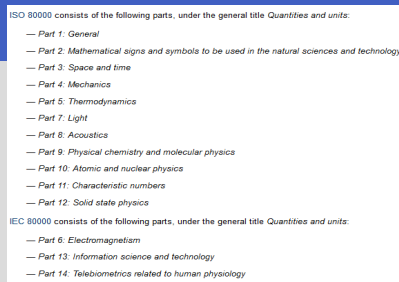 ISO 80000 consists of the following parts, under the general title Quantities and units:
— Part 1: General
— Part 2: Mathematical signs and symbols to be used in the natural sciences and technology
— Part 3: Space and time
— Part 4: Mechanics
— Part 5: Thermodynamics
— Part 7: Light
— Part 8: Acoustics
— Part 9: Physical chemistry and molecular physics
— Part 10: Atomic and nuclear physics
— Part 11: Characteristic numbers
— Part 12: Solid state physics
IEC 80000 consists of the following parts, under the general title Quantities and units:
— Part 6: Electromagnetism
— Part 13: Information science and technology
— Part 14: Telebiometrics related to human physiology